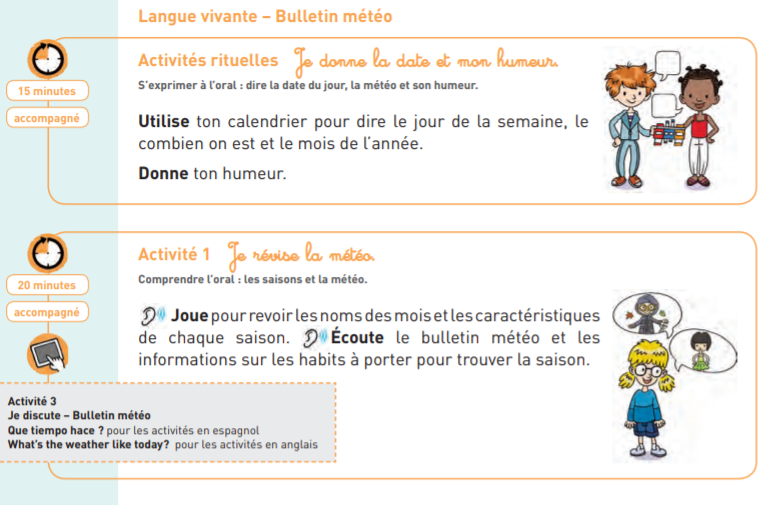 Langue vivante – Bulletin météo
Activités rituelles Je donne la date et mon humeur.
15 minutes
accompagné
S'exprimer à l'oral : dire la date du jour, la météo et son humeur.
Utilise ton calendrier pour dire le jour de la semaine, le
combien on est et le mois de l'année.
Donne ton humeur.
Activité 1 Je révise la météo.
20 minutes
accompagné
Comprendre l'oral : les saisons et la météo.
Joue pour revoir les noms des mois et les caractéristiques
de chaque saison. Écoute le bulletin météo et les
informations sur les habits à porter pour trouver la saison.
Activité 3
Je discute – Bulletin météo
Que tiempo hace ? pour les activités en espagnol
What's the weather like today? pour les activités en anglais